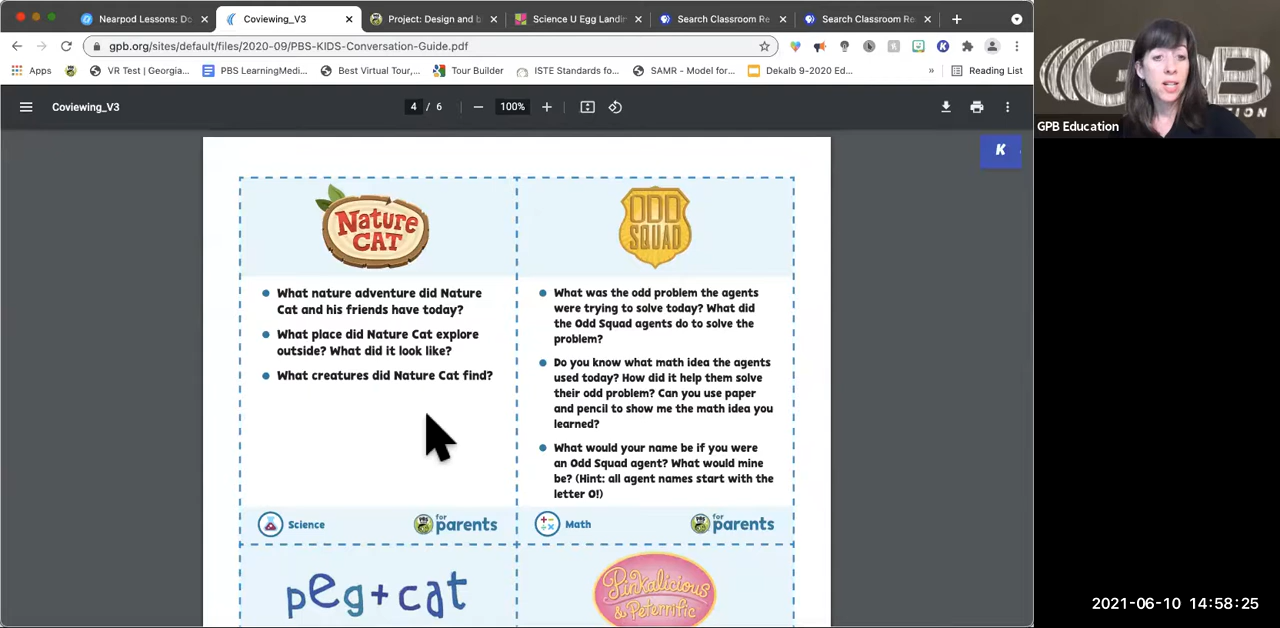 Nearpod Lessons: Do
Coviewing_V3
Project: Design and b
Science U Egg Landin
Search Classroom Re
Search Classroom Re
gpb.org/sites/default/files/2020-09/PBS-KIDS-Conversation-Guide.pdf
Apps
VR Test | Georgia...
PBS LearningMedi...
Best Virtual Tour,...
Tour Builder
ISTE Standards fo...
SAMR - Model for...
Dekalb 9-2020 Ed...
»
Reading List
Coviewing_V3
4 / 6
100%
K
GPB
GPB Education
Nature
CAT
What nature adventure did Nature
Cat and his friends have today?
What place did Nature Cat explore
outside? What did it look like?
What creatures did Nature Cat find?
Science
for
parents
ODD
SQUAD
What was the odd problem the agents
were trying to solve today? What did
the Odd Squad agents do to solve the
problem?
Do you know what math idea the agents
used today? How did it help them solve
their odd problem? Can you use paper
and pencil to show me the math idea you
learned?
What would your name be if you were
an Odd Squad agent? What would mine
be? (Hint: all agent names start with the
letter O!)
Math
for
parents
peg+cat
Pinkalicious
& Peterrific
2021-06-10 14:58:25